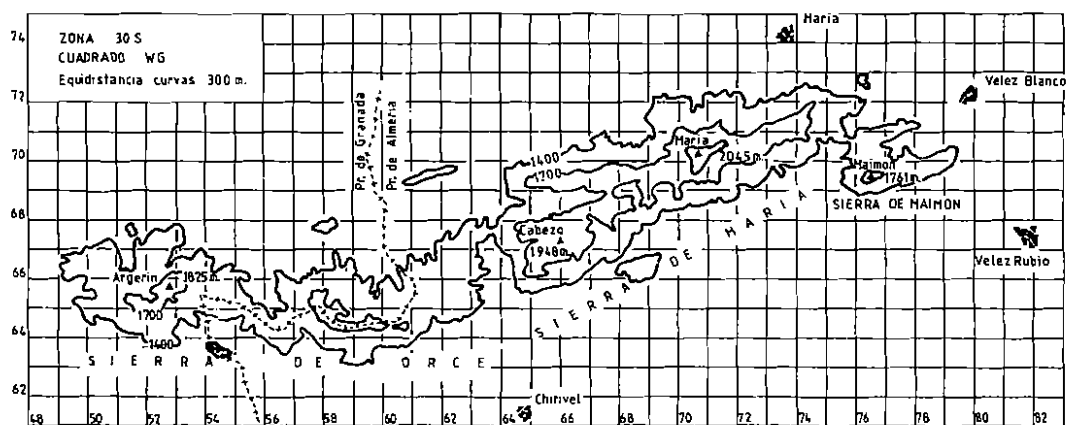 ZONA 30 S
CUADRADO WG
Equidistancia curvas 300 m.
74
72
70
68
66
64
62
Maria
Velez Blanco
Pr. de Granada
Pr. de Almeria
Maria
2045 m.
1400
1700
Maimon
1761 m.
SIERRA DE MAIMON
Cabezo
1948 m.
Velez Rubio
Argerin 1825 m.
1700
1400
SIERRA DE MARIA
SIERRA DE ORCE
Chirivel
48 50 52 54 56 58 60 62 64 66 68 70 72 74 76 78 80 82